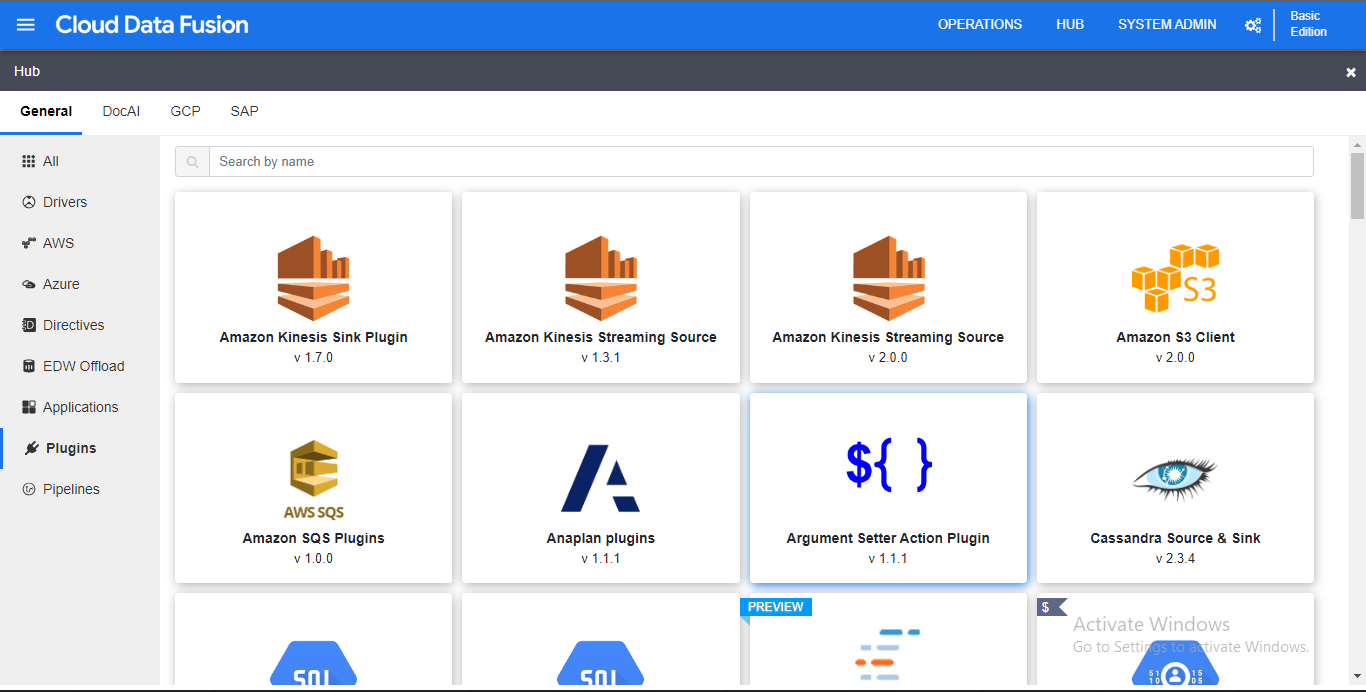 Cloud Data Fusion
OPERATIONS
HUB
SYSTEM ADMIN
Basic
Edition
Hub
General
DocAI
GCP
SAP
All
Drivers
AWS
Azure
Directives
EDW Offload
Applications
Plugins
Pipelines
Search by name
Amazon Kinesis Sink Plugin
v 1.7.0
Amazon Kinesis Streaming Source
v 1.3.1
Amazon Kinesis Streaming Source
v 2.0.0
S3
Amazon S3 Client
v 2.0.0
AWS SQS
Amazon SQS Plugins
v 1.0.0
Anaplan plugins
v 1.1.1
${ }
Argument Setter Action Plugin
v 1.1.1
Cassandra Source & Sink
v 2.3.4
SQL
SQL
PREVIEW
$
Activate Windows
Go to Settings to activate Windows.